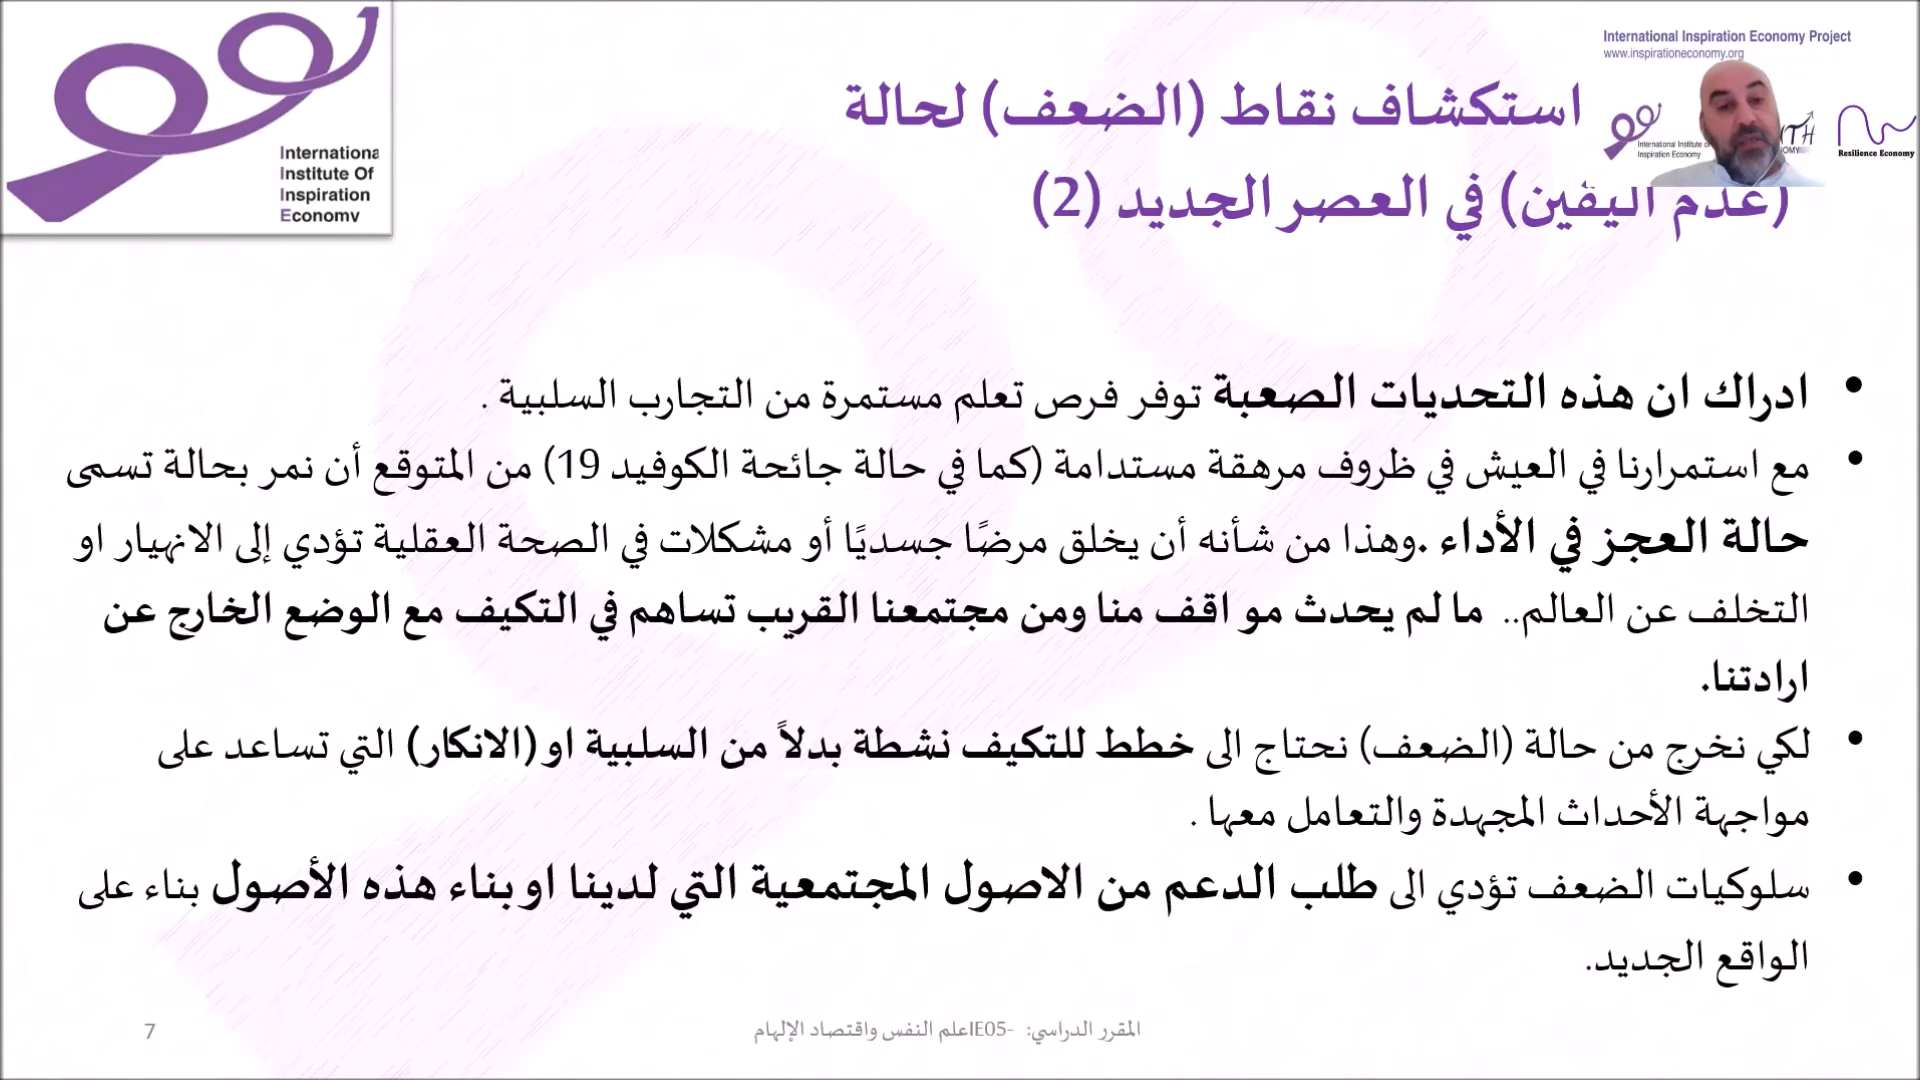 Internationa
Institute Of
Inspiration
Economy
International Inspiration Economy Project
www.inspirationeconomy.org
International Institute
Inspiration Economy
Resilience Economy
استكشاف نقاط (الضعف) لحالة
(عدم اليقين) في العصر الجديد (2)
• ادراك ان هذه التحديات الصعبة توفر فرص تعلم مستمرة من التجارب السلبية .
• مع استمرارنا في العيش في ظروف مرهقة مستدامة (كما في حالة جائحة الكوفيد 19) من المتوقع أن نمر بحالة تسمى
حالة العجز في الأداء .وهذا من شأنه أن يخلق مرضًا جسديًا أو مشكلات في الصحة العقلية تؤدي إلى الانهيار او
التخلف عن العالم.. ما لم يحدث مو اقف منا ومن مجتمعنا القريب تساهم في التكيف مع الوضع الخارج عن
ارادتنا.
• لكي نخرج من حالة (الضعف) نحتاج الى خطط للتكيف نشطة بدلاً من السلبية او (الانكار) التي تساعد على
مواجهة الأحداث المجهدة والتعامل معها .
• سلوكيات الضعف تؤدي الى طلب الدعم من الاصول المجتمعية التي لدينا او بناء هذه الأصول بناء على
الواقع الجديد.
المقرر الدراسي: -IE05علم النفس واقتصاد الإلهام
7